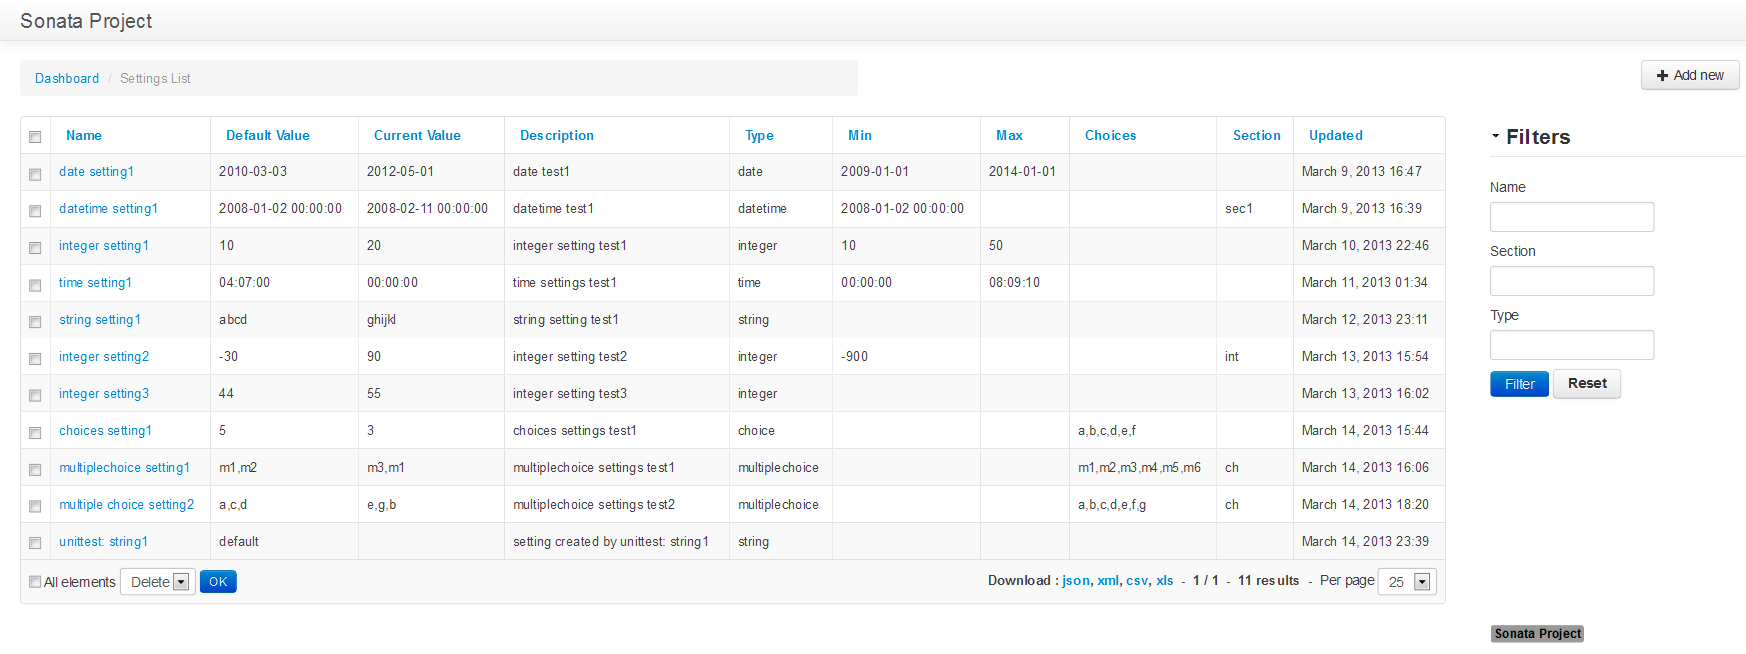 Sonata Project
Dashboard / Settings List
+ Add new
Name Default Value Current Value Description Type Min Max Choices Section Updated
date setting1 2010-03-03 2012-05-01 date test1 date 2009-01-01 2014-01-01 March 9, 2013 16:47
datetime setting1 2008-01-02 00:00:00 2008-02-11 00:00:00 datetime test1 datetime 2008-01-02 00:00:00 sec1 March 9, 2013 16:39
integer setting1 10 20 integer setting test1 integer 10 50 March 10, 2013 22:46
time setting1 04:07:00 00:00:00 time settings test1 time 00:00:00 08:09:10 March 11, 2013 01:34
string setting1 abcd ghijkl string setting test1 string March 12, 2013 23:11
integer setting2 -30 90 integer setting test2 integer -900 int March 13, 2013 15:54
integer setting3 44 55 integer setting test3 integer March 13, 2013 16:02
choices setting1 5 3 choices settings test1 choice a,b,c,d,e,f March 14, 2013 15:44
multiplechoice setting1 m1,m2 m3,m1 multiplechoice settings test1 multiplechoice m1,m2,m3,m4,m5,m6 ch March 14, 2013 16:06
multiple choice setting2 a,c,d e,g,b multiplechoice settings test2 multiplechoice a,b,c,d,e,f,g ch March 14, 2013 18:20
unittest: string1 default setting created by unittest: string1 string March 14, 2013 23:39
All elements Delete OK Download : json, xml, csv, xls - 1 / 1 - 11 results - Per page 25
Filters
Name
Section
Type
Filter Reset
Sonata Project